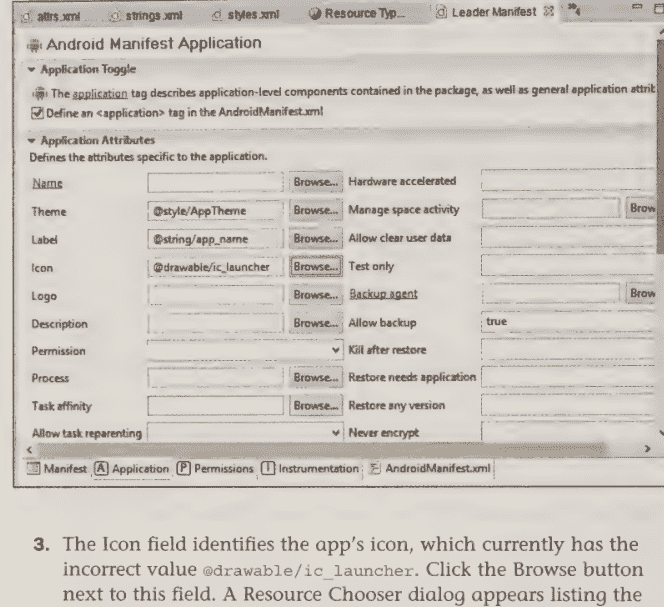 attrs.xml strings.xml styles.xml Resource Typ... Leader Manifest 4
Android Manifest Application
Application Toggle
The application tag describes application-level components contained in the package, as well as general application attrib
Define an <application> tag in the AndroidManifest.xml
Application Attributes
Defines the attributes specific to the application.
Name Browse... Hardware accelerated
Theme @style/AppTheme Browse... Manage space activity Brow
Label @string/app_name Browse... Allow clear user data
Icon @drawable/ic_launcher Browse... Test only
Logo Browse... Backup agent Brow
Description Browse... Allow backup true
Permission Kill after restore
Process Browse... Restore needs application
Task affinity Browse... Restore any version
Allow task reparenting Never encrypt
Manifest A Application P Permissions I Instrumentation AndroidManifest.xml
3. The Icon field identifies the app's icon, which currently has the
incorrect value @drawable/ic_launcher. Click the Browse button
next to this field. A Resource Chooser dialog appears listing the